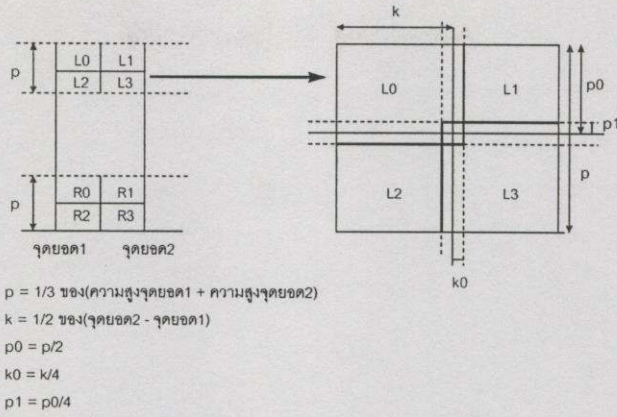 k
p
L0 L1
L2 L3
L0
L1
p0
p1
p
L2
L3
p
R0 R1
R2 R3
จุดยอด1 จุดยอด2
k0
p = 1/3 ของ(ความสูงจุดยอด1 + ความสูงจุดยอด2)
k = 1/2 ของ(จุดยอด2 - จุดยอด1)
p0 = p/2
k0 = k/4
p1 = p0/4